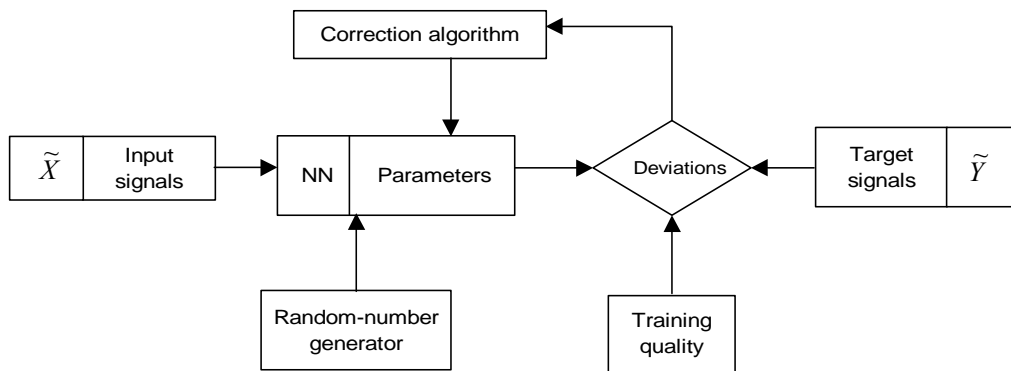 Correction algorithm
X̃
Input
signals
NN
Parameters
Deviations
Target
signals
Ỹ
Random-number
generator
Training
quality